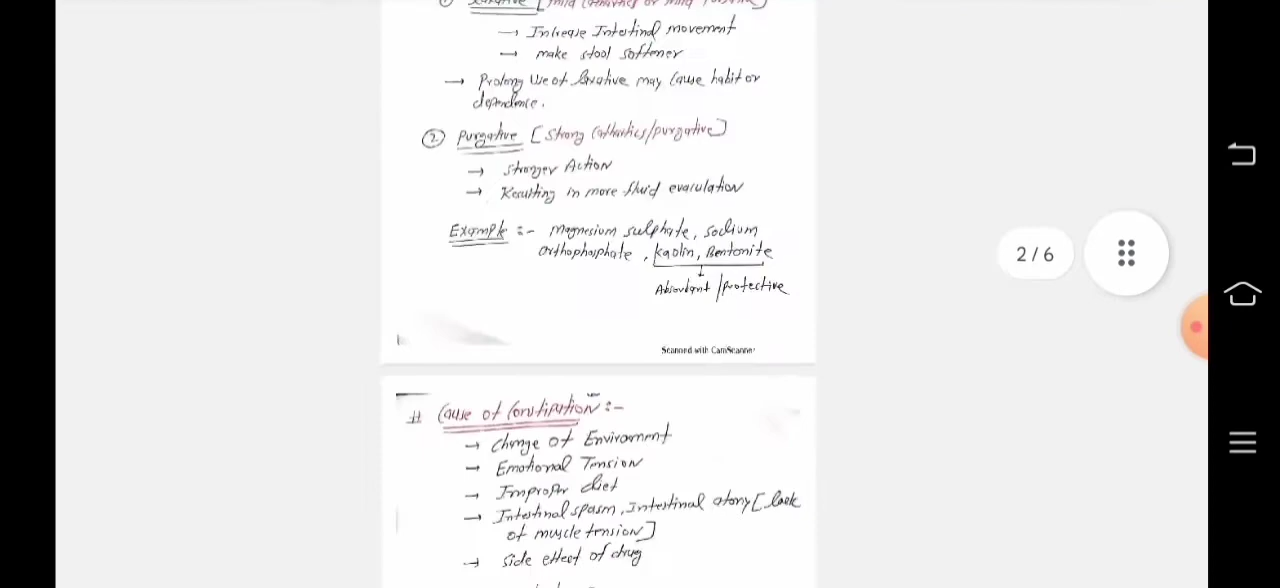 → Increase Intestinal movement
→ make stool softener
→ Prolong Use of laxative may Cause habit or
dependence.
② Purgative [Strong Cathartics/purgative]
→ Stronger Action
→ Resulting in more fluid evaculation
Example :- Magnesium sulphate, sodium
orthophosphate, kaolin, Bentonite
/protective
Scanned with CamScanner
# Cause of Constipation :-
→ Change of Enviroment
→ Emotional Tension
→ Improper diet
→ Intestinal spasm, Intestinal atony [lack
of muscle tension]
→ Side effect of drug
2 / 6